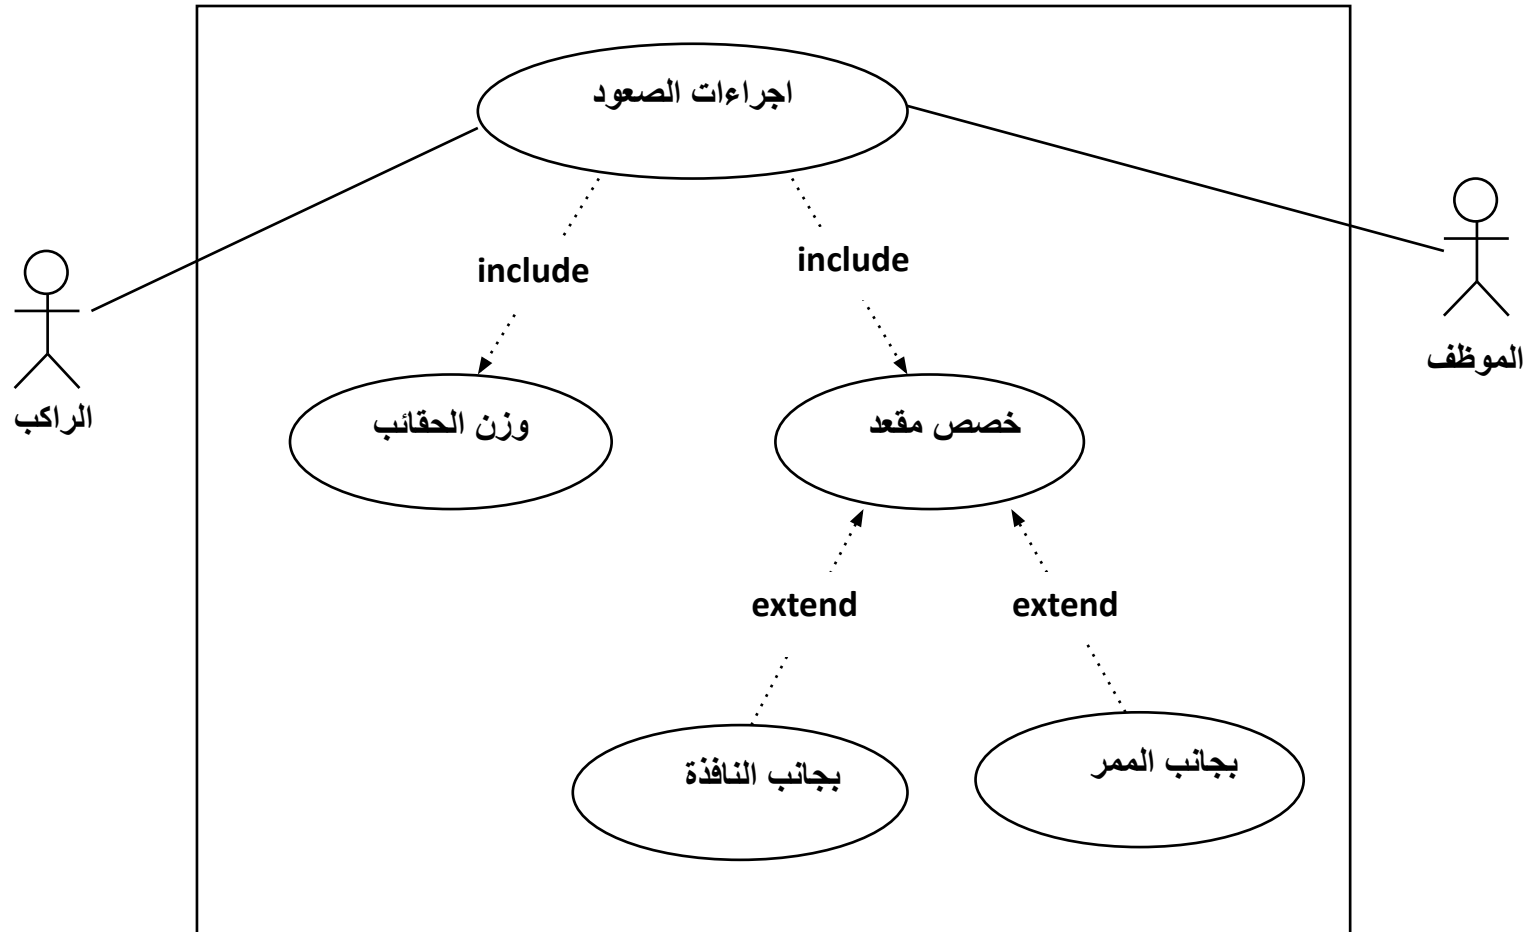 اجراءات الصعود
include
include
الموظف
الراكب
وزن الحقائب
خصص مقعد
extend
extend
بجانب النافذة
بجانب الممر